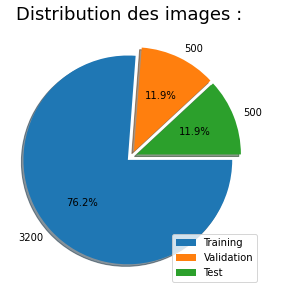 Distribution des images :
500
500
11.9%
11.9%
76.2%
3200
Training
Validation
Test